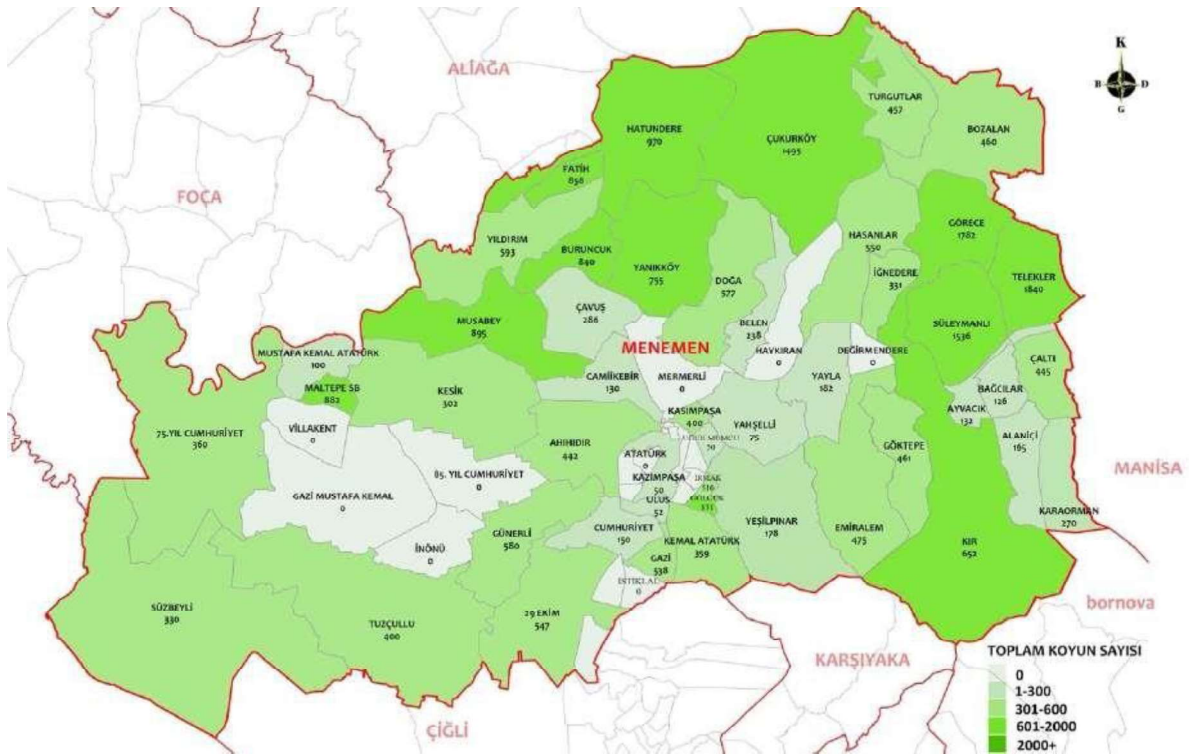 K
B D
G
ALİAĞA
FOÇA
TURGUTLAR
457
BOZALAN
460
HATUNDERE
970
ÇUKURKÖY
1495
FATİH
858
YILDIRIM
593
BURUNCUK
840
YANIKKÖY
755
DOĞA
577
HASANLAR
550
İĞNEDERE
331
GÖRECE
1782
TELEKLER
1840
SÜLEYMANLI
1536
MUSABEY
895
ÇAVUŞ
286
BELEN
238
HAYKIRAN
0
DEĞİRMENDERE
0
MENEMEN
MERMERLİ
0
MUSTAFA KEMAL ATATÜRK
100
MALTEPE SB
882
KESİK
302
CAMİİKEBİR
130
YAYLA
182
ÇALTI
445
BAĞCILAR
126
AYVACIK
132
ALANİÇİ
165
KASIMPAŞA
400
YAHŞELLİ
75
75.YIL CUMHURİYET
360
VİLLAKENT
0
AHIHIDIR
442
GÖKTEPE
461
ATATÜRK
0
85. YIL CUMHURİYET
0
GAZİ MUSTAFA KEMAL
0
KAZIMPAŞA
50
IRMAK
316
ULUS
52
MANİSA
KARAORMAN
270
YEŞİLPINAR
178
EMİRALEM
475
KIR
652
GÜNERLİ
580
CUMHURİYET
150
KEMAL ATATÜRK
359
İNÖNÜ
0
GAZİ
538
İSTİKLAL
0
SÜZBEYLİ
330
TUZÇULLU
400
29 EKİM
547
bornova
KARŞIYAKA
ÇİĞLİ
TOPLAM KOYUN SAYISI
0
1-300
301-600
601-2000
2000+